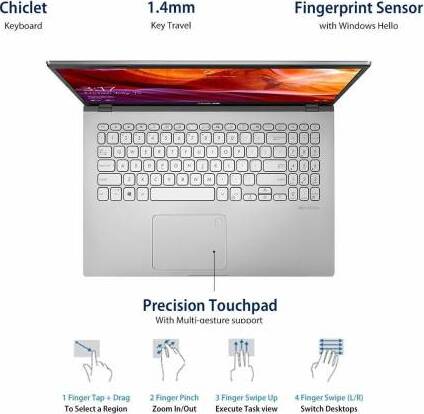 Chiclet
Keyboard
1.4mm
Key Travel
Fingerprint Sensor
with Windows Hello
Precision Touchpad
With Multi-gesture support
1 Finger Tap + Drag
To Select a Region
2 Finger Pinch
Zoom In/Out
3 Finger Swipe Up
Execute Task view
4 Finger Swipe (L/R)
Switch Desktops